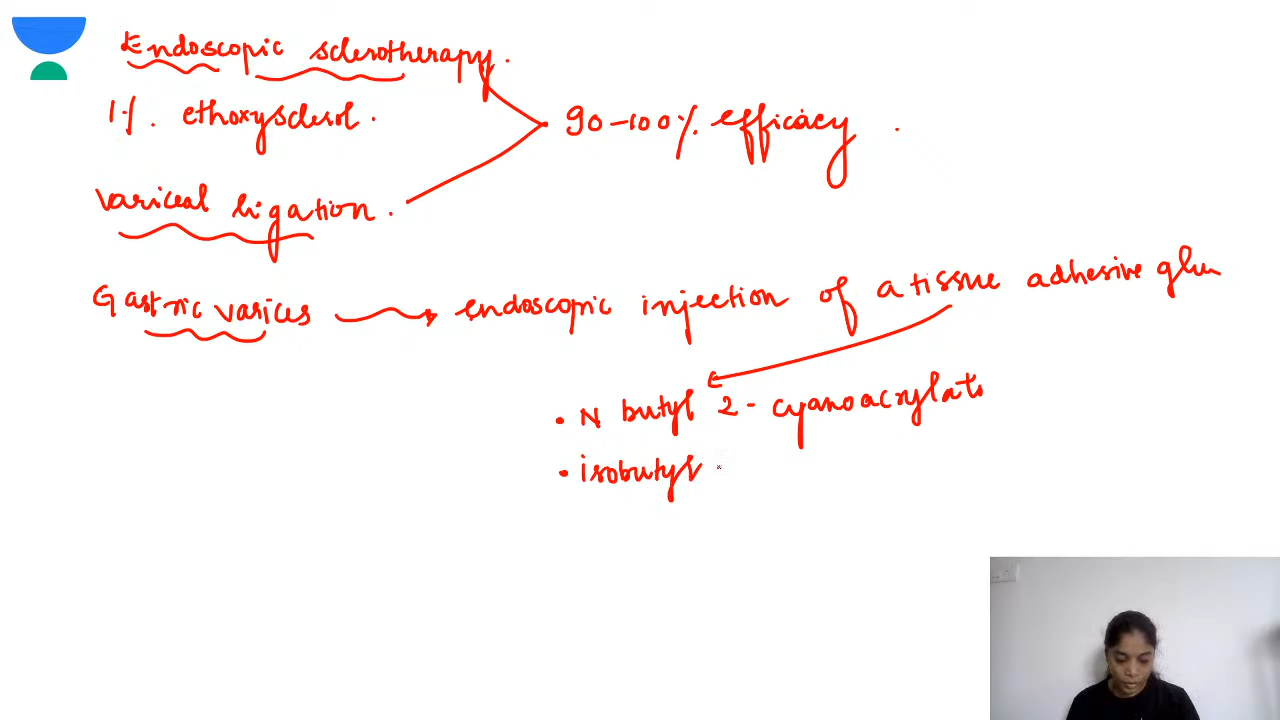 Endoscopic sclerotherapy.
1%. ethoxysclerol.
90-100% efficacy.
variceal ligation.
Gastric varices → endoscopic injection of a tissue adhesive glue
• N butyl 2-cyanoacrylate
• isobutyl